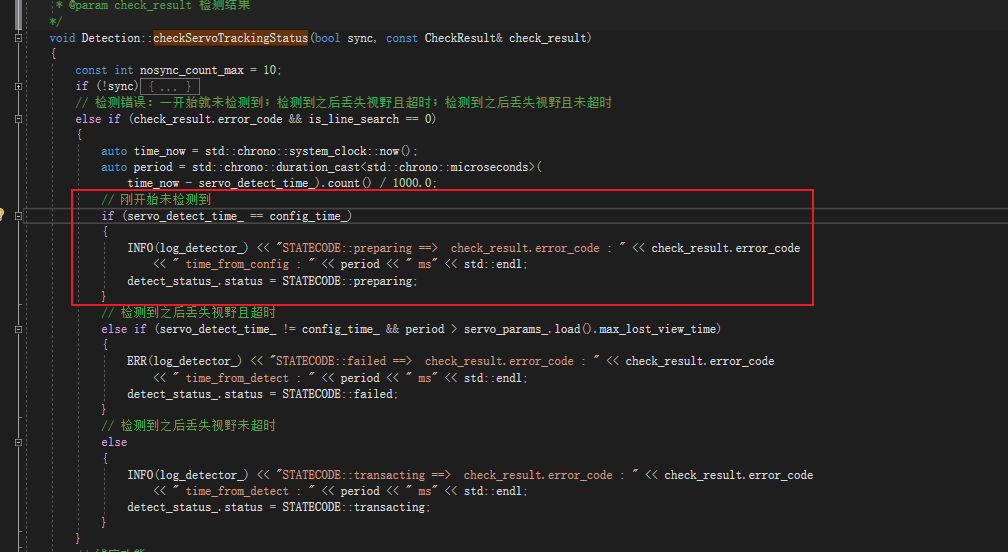 * @param check_result 检测结果
*/
void Detection::checkServoTrackingStatus(bool sync, const CheckResult& check_result)
{
const int nosync_count_max = 10;
if (!sync){ ... }
// 检测错误：一开始就未检测到；检测到之后丢失视野且超时；检测到之后丢失视野且未超时
else if (check_result.error_code && is_line_search == 0)
{
auto time_now = std::chrono::system_clock::now();
auto period = std::chrono::duration_cast<std::chrono::microseconds>(
time_now - servo_detect_time_).count() / 1000.0;
// 刚开始未检测到
if (servo_detect_time_ == config_time_)
{
INFO(log_detector_) << "STATECODE::preparing ==>  check_result.error_code : " << check_result.error_code
<< " time_from_config : " << period << " ms" << std::endl;
detect_status_.status = STATECODE::preparing;
}
// 检测到之后丢失视野且超时
else if (servo_detect_time_ != config_time_ && period > servo_params_.load().max_lost_view_time)
{
ERR(log_detector_) << "STATECODE::failed ==>  check_result.error_code : " << check_result.error_code
<< " time_from_detect : " << period << " ms" << std::endl;
detect_status_.status = STATECODE::failed;
}
// 检测到之后丢失视野未超时
else
{
INFO(log_detector_) << "STATECODE::transacting ==>  check_result.error_code : " << check_result.error_code
<< " time_from_detect : " << period << " ms" << std::endl;
detect_status_.status = STATECODE::transacting;
}
}